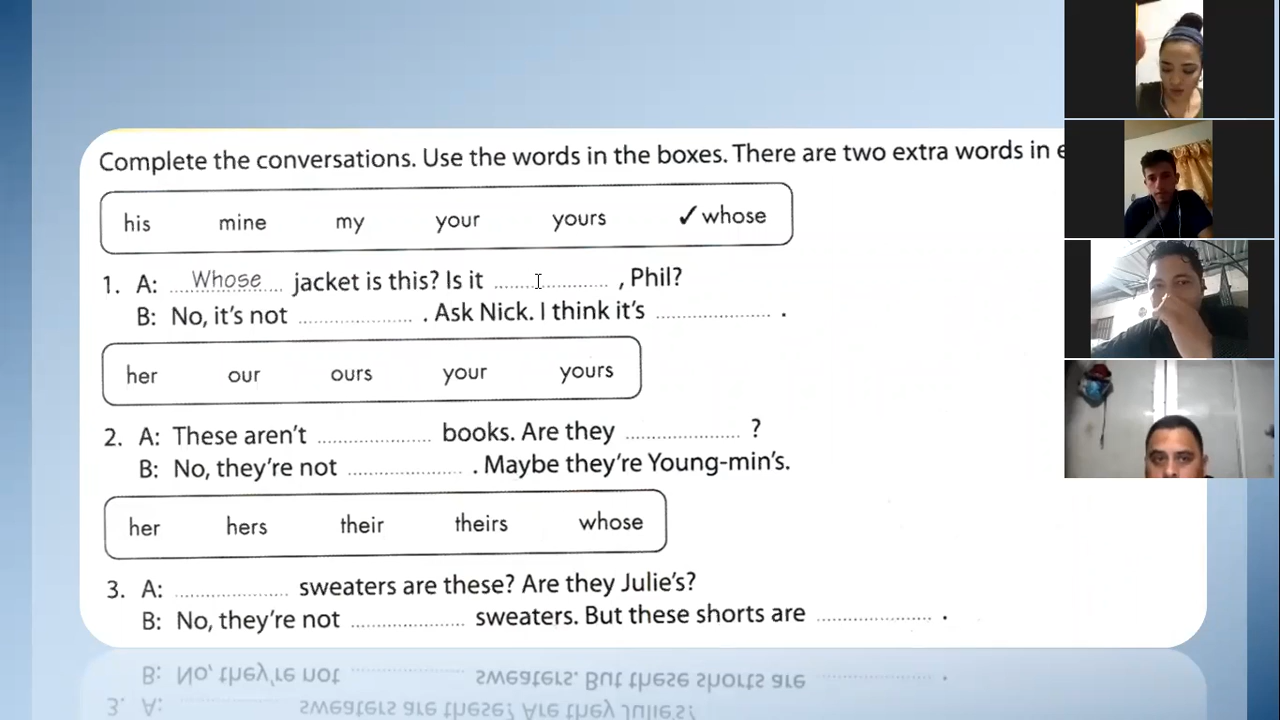 Complete the conversations. Use the words in the boxes. There are two extra words in
his mine my your yours ✓ whose
1. A: Whose jacket is this? Is it .................... , Phil?
B: No, it's not .................... . Ask Nick. I think it's .................... .
her our ours your yours
2. A: These aren't .................... books. Are they .................... ?
B: No, they're not .................... . Maybe they're Young-min's.
her hers their theirs whose
3. A: .................... sweaters are these? Are they Julie's?
B: No, they're not .................... sweaters. But these shorts are .................... .